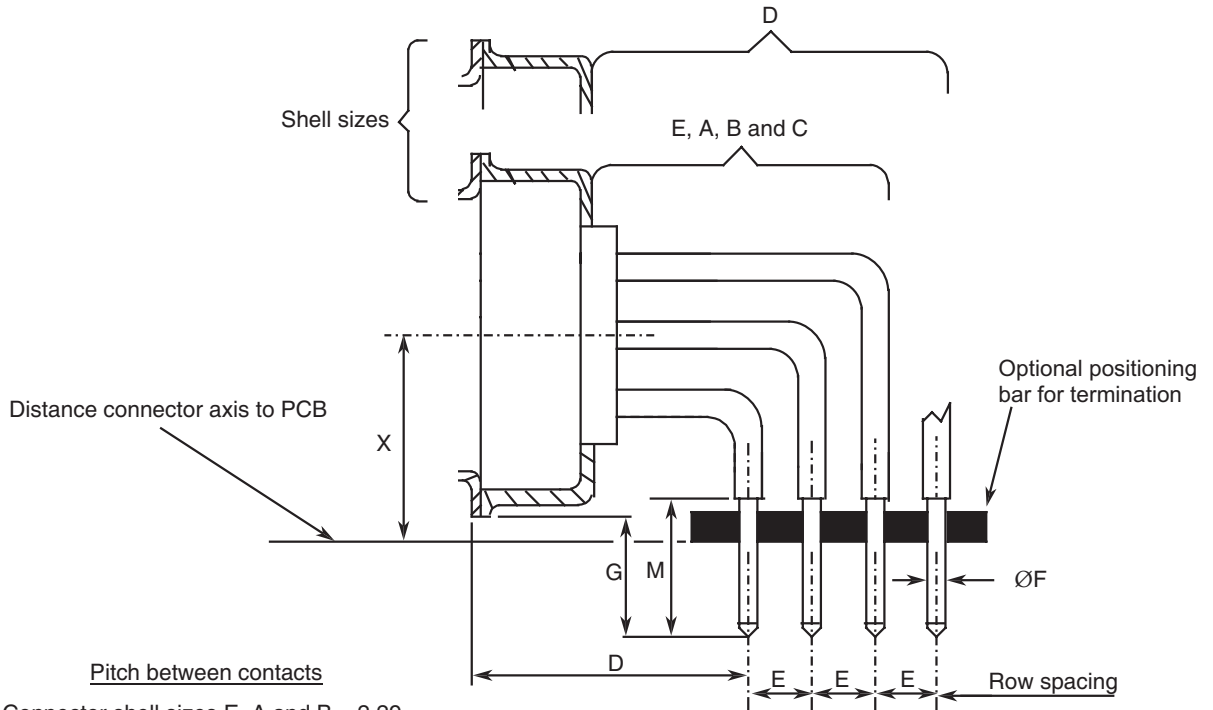 D
Shell sizes
E, A, B and C
Optional positioning
bar for termination
Distance connector axis to PCB
X
G
M
ØF
Pitch between contacts
D
E
E
E
Row spacing